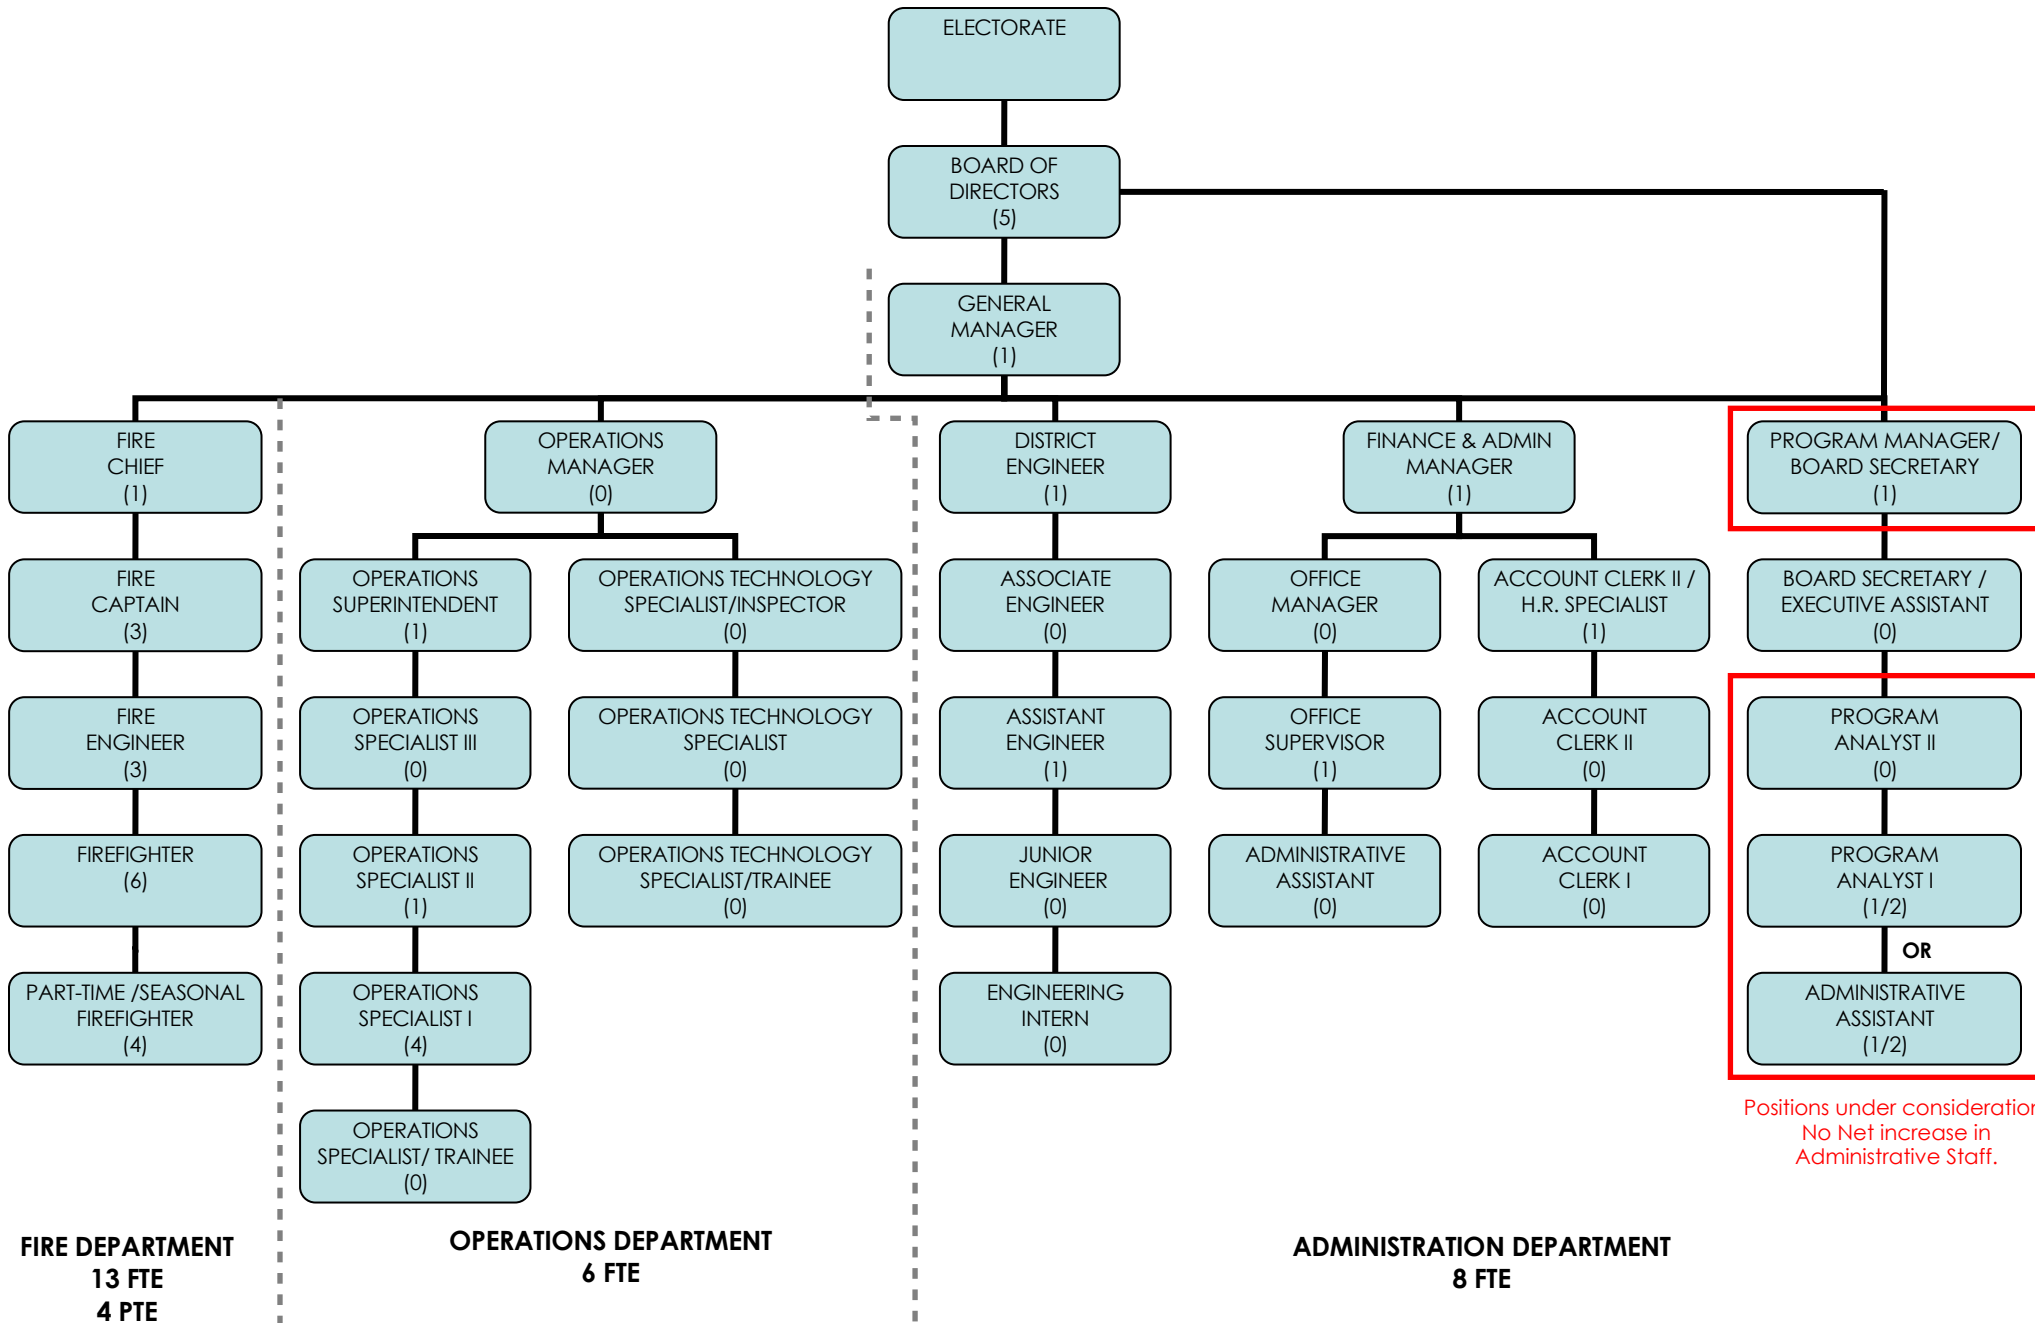 ELECTORATE
BOARD OF
DIRECTORS
(5)
GENERAL
MANAGER
(1)
FIRE
CHIEF
(1)
FIRE
CAPTAIN
(3)
FIRE
ENGINEER
(3)
FIREFIGHTER
(6)
PART-TIME /SEASONAL
FIREFIGHTER
(4)
OPERATIONS
MANAGER
(0)
OPERATIONS
SUPERINTENDENT
(1)
OPERATIONS
SPECIALIST III
(0)
OPERATIONS
SPECIALIST II
(1)
OPERATIONS
SPECIALIST I
(4)
OPERATIONS
SPECIALIST/ TRAINEE
(0)
OPERATIONS TECHNOLOGY
SPECIALIST/INSPECTOR
(0)
OPERATIONS TECHNOLOGY
SPECIALIST
(0)
OPERATIONS TECHNOLOGY
SPECIALIST/TRAINEE
(0)
DISTRICT
ENGINEER
(1)
ASSOCIATE
ENGINEER
(0)
ASSISTANT
ENGINEER
(1)
JUNIOR
ENGINEER
(0)
ENGINEERING
INTERN
(0)
FINANCE & ADMIN
MANAGER
(1)
OFFICE
MANAGER
(0)
OFFICE
SUPERVISOR
(1)
ADMINISTRATIVE
ASSISTANT
(0)
ACCOUNT CLERK II /
H.R. SPECIALIST
(1)
ACCOUNT
CLERK II
(0)
ACCOUNT
CLERK I
(0)
PROGRAM MANAGER/
BOARD SECRETARY
(1)
BOARD SECRETARY /
EXECUTIVE ASSISTANT
(0)
PROGRAM
ANALYST II
(0)
PROGRAM
ANALYST I
(1/2)
OR
ADMINISTRATIVE
ASSISTANT
(1/2)
Positions under consideration
No Net increase in
Administrative Staff.
FIRE DEPARTMENT
13 FTE
4 PTE
OPERATIONS DEPARTMENT
6 FTE
ADMINISTRATION DEPARTMENT
8 FTE